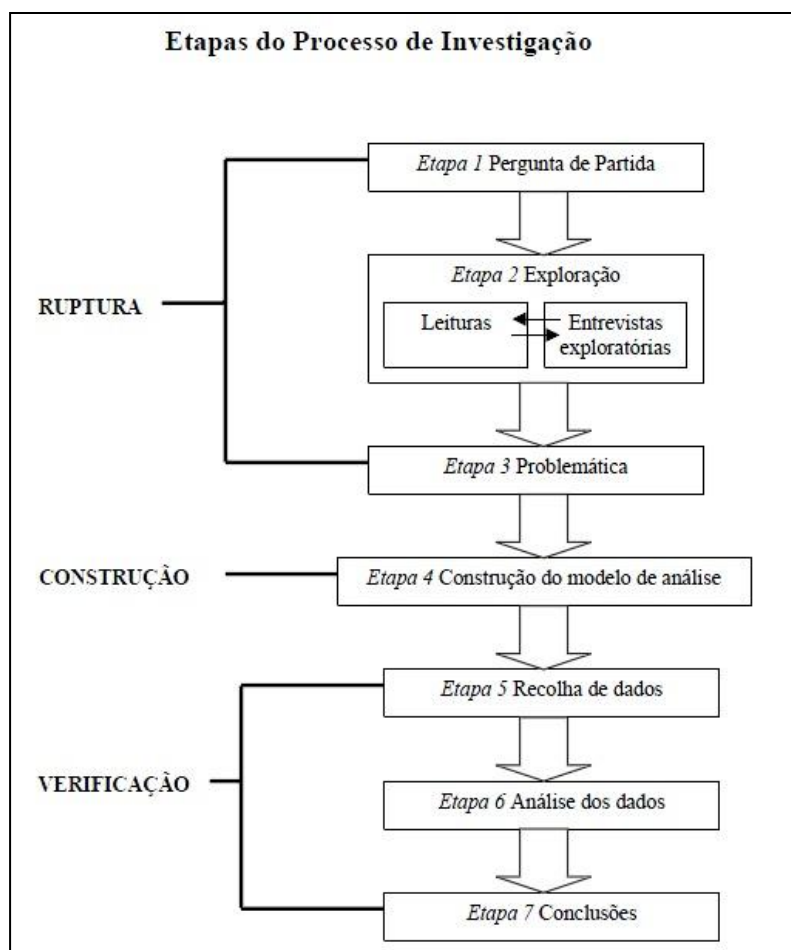 Etapas do Processo de Investigação
Etapa 1 Pergunta de Partida
Etapa 2 Exploração
Leituras
Entrevistas
exploratórias
RUPTURA
Etapa 3 Problemática
CONSTRUÇÃO
Etapa 4 Construção do modelo de análise
Etapa 5 Recolha de dados
VERIFICAÇÃO
Etapa 6 Análise dos dados
Etapa 7 Conclusões